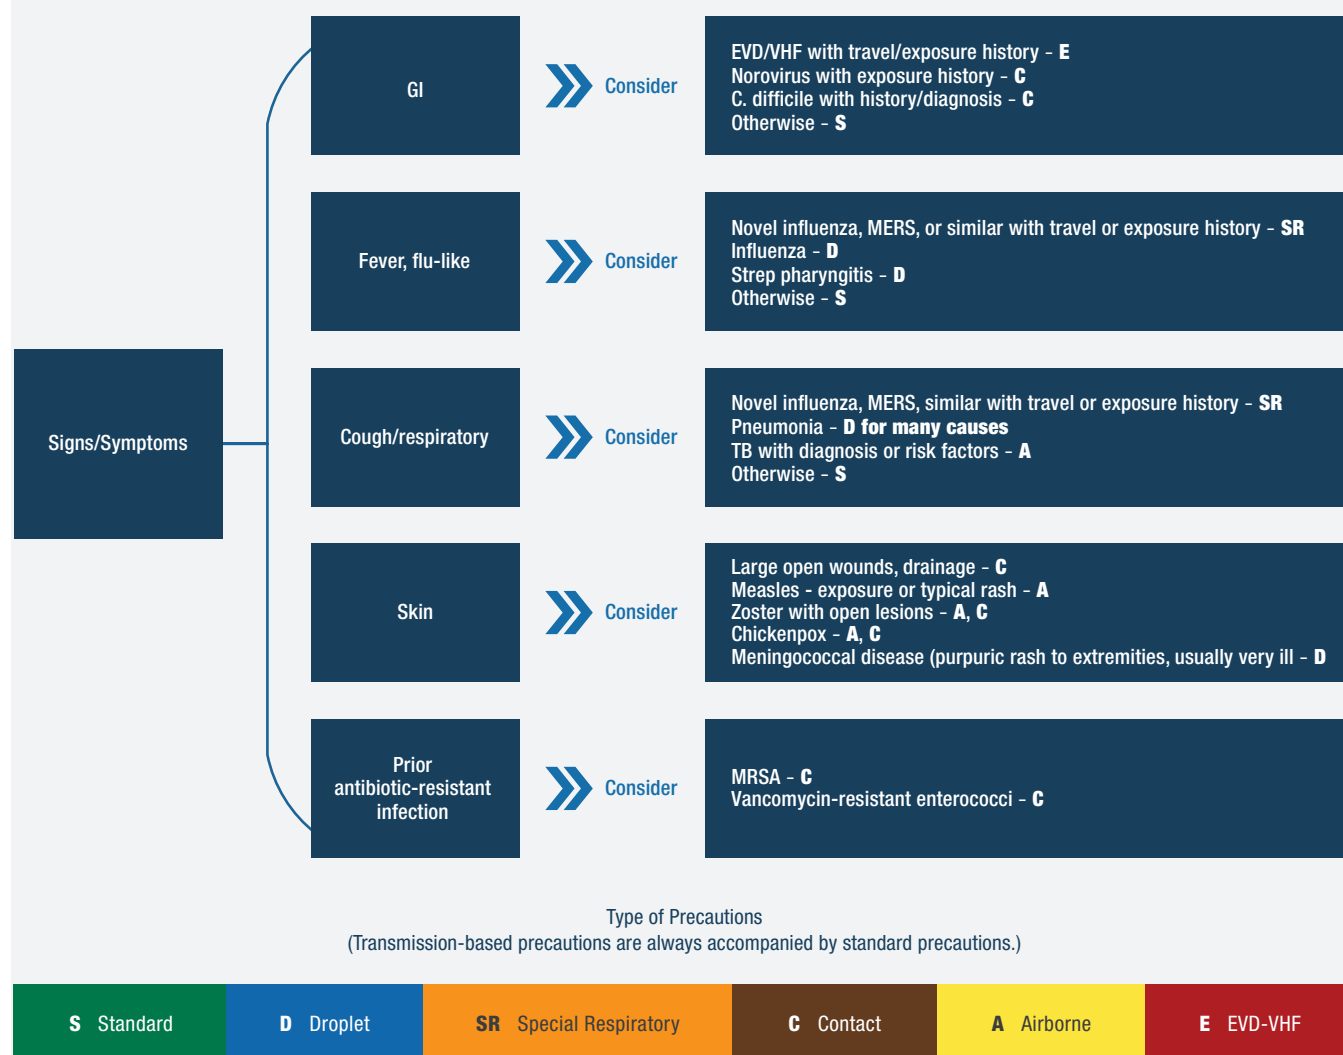 Signs/Symptoms
GI
Consider
EVD/VHF with travel/exposure history - E
Norovirus with exposure history - C
C. difficile with history/diagnosis - C
Otherwise - S
Fever, flu-like
Consider
Novel influenza, MERS, or similar with travel or exposure history - SR
Influenza - D
Strep pharyngitis - D
Otherwise - S
Cough/respiratory
Consider
Novel influenza, MERS, similar with travel or exposure history - SR
Pneumonia - D for many causes
TB with diagnosis or risk factors - A
Otherwise - S
Skin
Consider
Large open wounds, drainage - C
Measles - exposure or typical rash - A
Zoster with open lesions - A, C
Chickenpox - A, C
Meningococcal disease (purpuric rash to extremities, usually very ill - D
Prior
antibiotic-resistant
infection
Consider
MRSA - C
Vancomycin-resistant enterococci - C
Type of Precautions
(Transmission-based precautions are always accompanied by standard precautions.)
S Standard
D Droplet
SR Special Respiratory
C Contact
A Airborne
E EVD-VHF